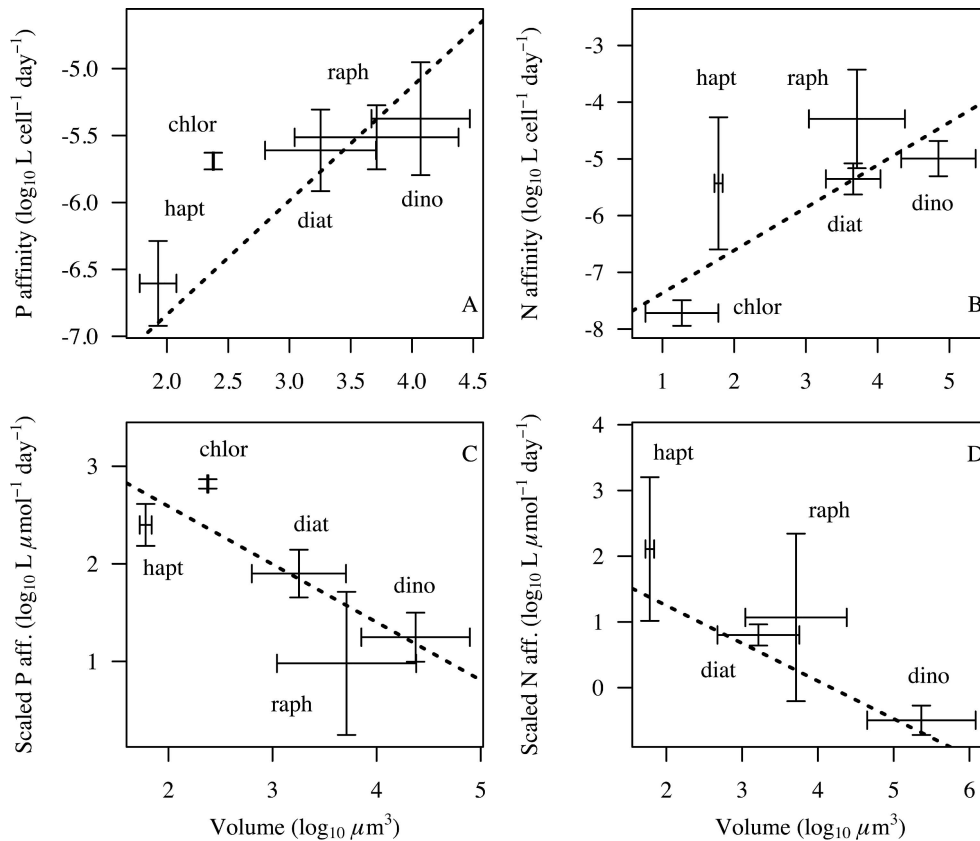 P affinity (log₁₀ L cell⁻¹ day⁻¹)
-5.0
-5.5
-6.0
-6.5
-7.0
raph
chlor
hapt
diat
dino
A
2.0 2.5 3.0 3.5 4.0 4.5
N affinity (log₁₀ L cell⁻¹ day⁻¹)
-3
-4
-5
-6
-7
-8
hapt
raph
diat
dino
chlor
B
1 2 3 4 5
Scaled P aff. (log₁₀ L μmol⁻¹ day⁻¹)
3
2
1
chlor
C
diat
hapt
dino
raph
2 3 4 5
Volume (log₁₀ μm³)
Scaled N aff. (log₁₀ L μmol⁻¹ day⁻¹)
4
3
2
1
0
hapt
D
raph
diat
dino
2 3 4 5 6
Volume (log₁₀ μm³)